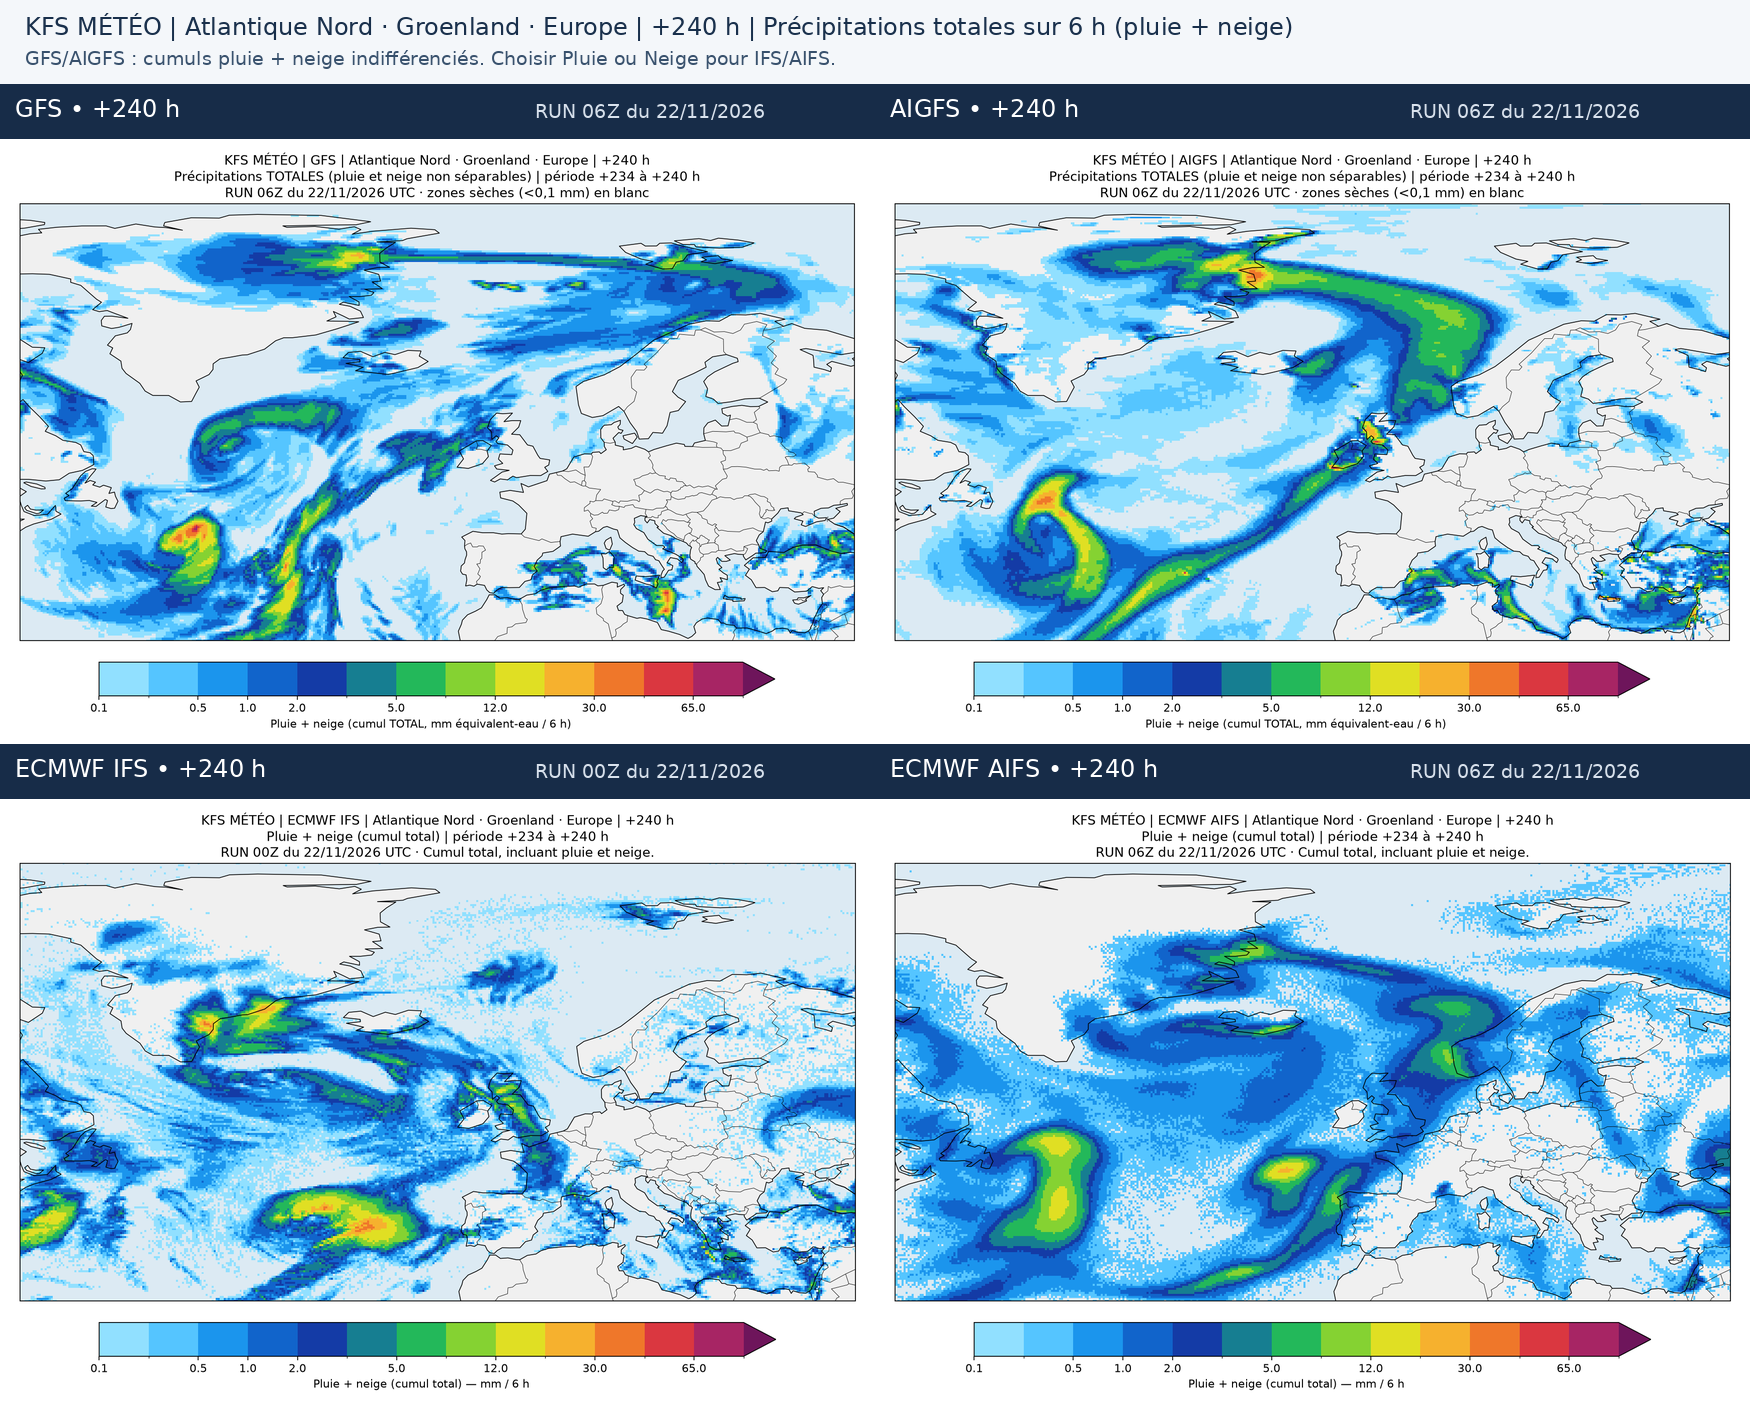 KFS MÉTÉO | Atlantique Nord · Groenland · Europe | +240 h | Précipitations totales sur 6 h (pluie + neige)
GFS/AIGFS : cumuls pluie + neige indifférenciés. Choisir Pluie ou Neige pour IFS/AIFS.
GFS • +240 h RUN 06Z du 22/11/2026
AIGFS • +240 h RUN 06Z du 22/11/2026
KFS MÉTÉO | GFS | Atlantique Nord · Groenland · Europe | +240 h
Précipitations TOTALES (pluie et neige non séparables) | période +234 à +240 h
RUN 06Z du 22/11/2026 UTC · zones sèches (<0,1 mm) en blanc
KFS MÉTÉO | AIGFS | Atlantique Nord · Groenland · Europe | +240 h
Précipitations TOTALES (pluie et neige non séparables) | période +234 à +240 h
RUN 06Z du 22/11/2026 UTC · zones sèches (<0,1 mm) en blanc
0.1 0.5 1.0 2.0 5.0 12.0 30.0 65.0
Pluie + neige (cumul TOTAL, mm équivalent-eau / 6 h)
0.1 0.5 1.0 2.0 5.0 12.0 30.0 65.0
Pluie + neige (cumul TOTAL, mm équivalent-eau / 6 h)
ECMWF IFS • +240 h RUN 00Z du 22/11/2026
ECMWF AIFS • +240 h RUN 06Z du 22/11/2026
KFS MÉTÉO | ECMWF IFS | Atlantique Nord · Groenland · Europe | +240 h
Pluie + neige (cumul total) | période +234 à +240 h
RUN 00Z du 22/11/2026 UTC · Cumul total, incluant pluie et neige.
KFS MÉTÉO | ECMWF AIFS | Atlantique Nord · Groenland · Europe | +240 h
Pluie + neige (cumul total) | période +234 à +240 h
RUN 06Z du 22/11/2026 UTC · Cumul total, incluant pluie et neige.
0.1 0.5 1.0 2.0 5.0 12.0 30.0 65.0
Pluie + neige (cumul total) — mm / 6 h
0.1 0.5 1.0 2.0 5.0 12.0 30.0 65.0
Pluie + neige (cumul total) — mm / 6 h